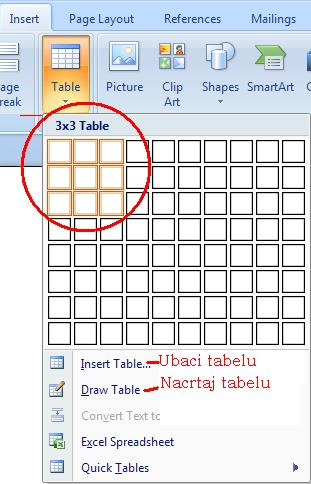 Insert Page Layout References Mailings
age Break Table Picture Clip Art Shapes SmartArt C
3x3 Table
Insert Table... Ubaci tabelu
Draw Table Nacrtaj tabelu
Convert Text to
Excel Spreadsheet
Quick Tables